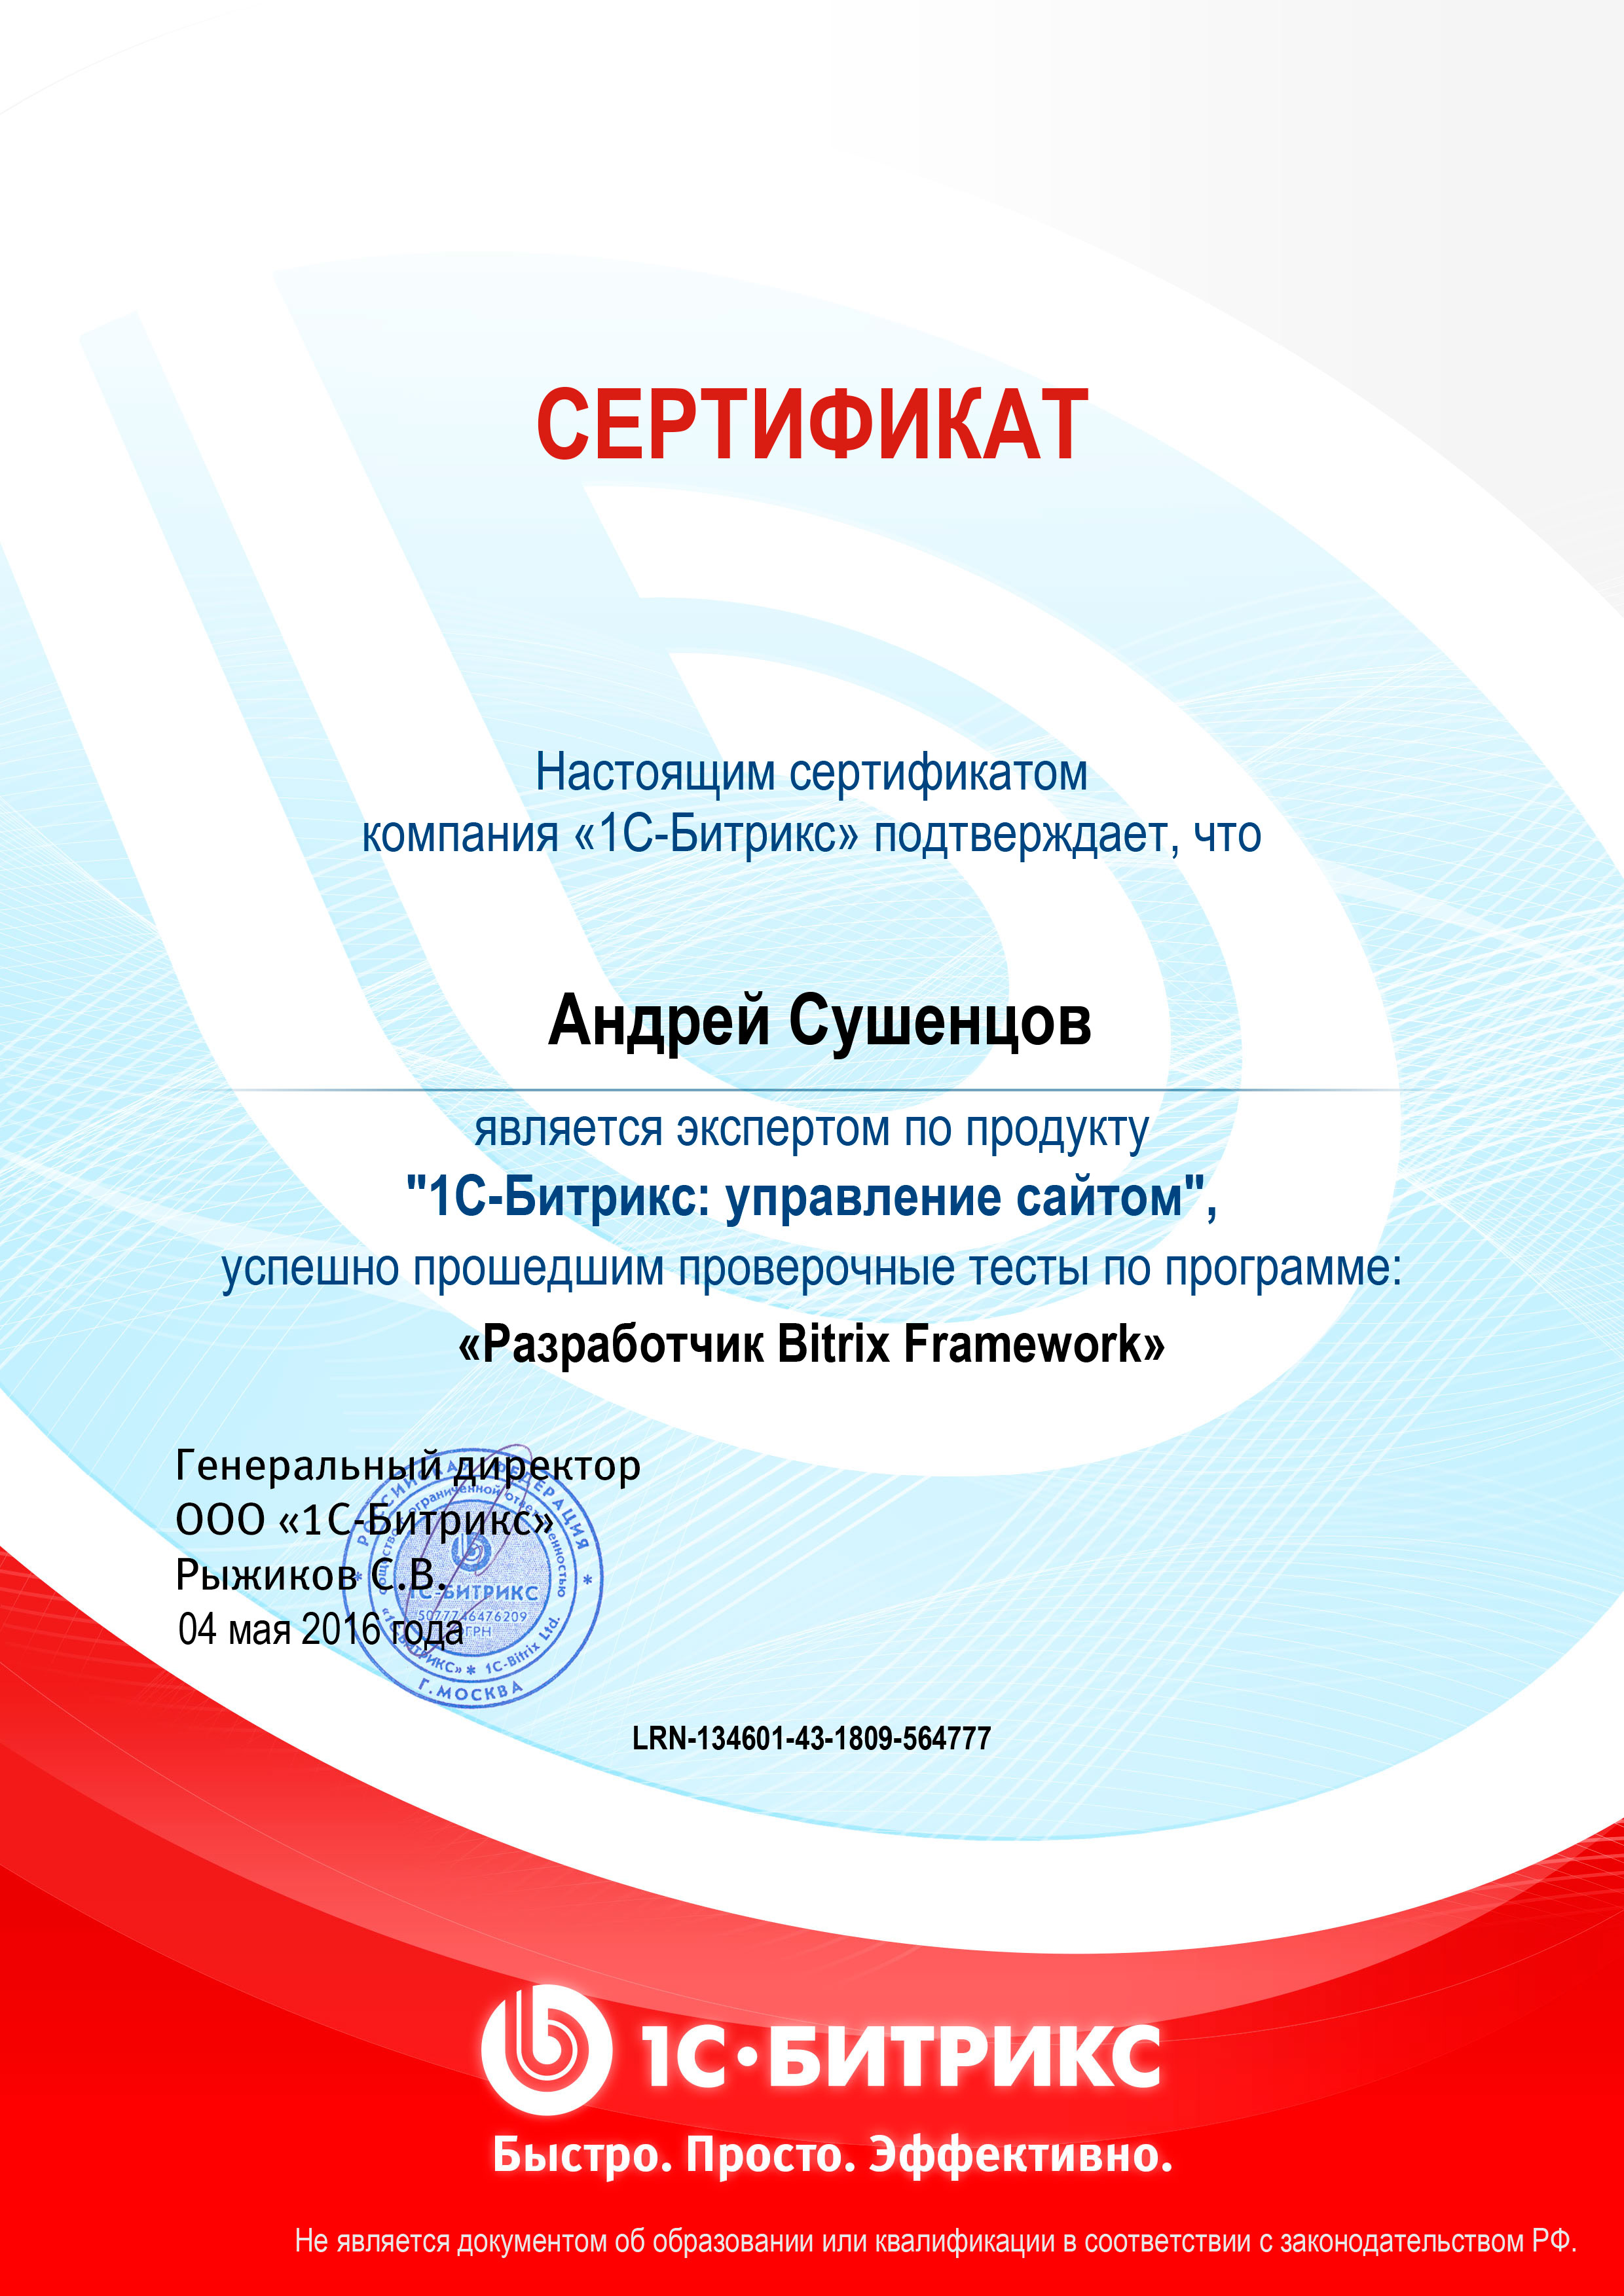 СЕРТИФИКАТ
Настоящим сертификатом
компания «1С-Битрикс» подтверждает, что
Андрей Сушенцов
является экспертом по продукту
"1С-Битрикс: управление сайтом",
успешно прошедшим проверочные тесты по программе:
«Разработчик Bitrix Framework»
Генеральный директор
ООО «1С-Битрикс»
Рыжиков С.В.
04 мая 2016 года
РОССИЙСКАЯ ФЕДЕРАЦИЯ
общество с ограниченной ответственностью
1С-БИТРИКС
5077746476209
ОГРН
«1С-БИТРИКС» * 1C-Bitrix Ltd.
Г.МОСКВА
LRN-134601-43-1809-564777
1С·БИТРИКС
Быстро. Просто. Эффективно.
Не является документом об образовании или квалификации в соответствии с законодательством РФ.